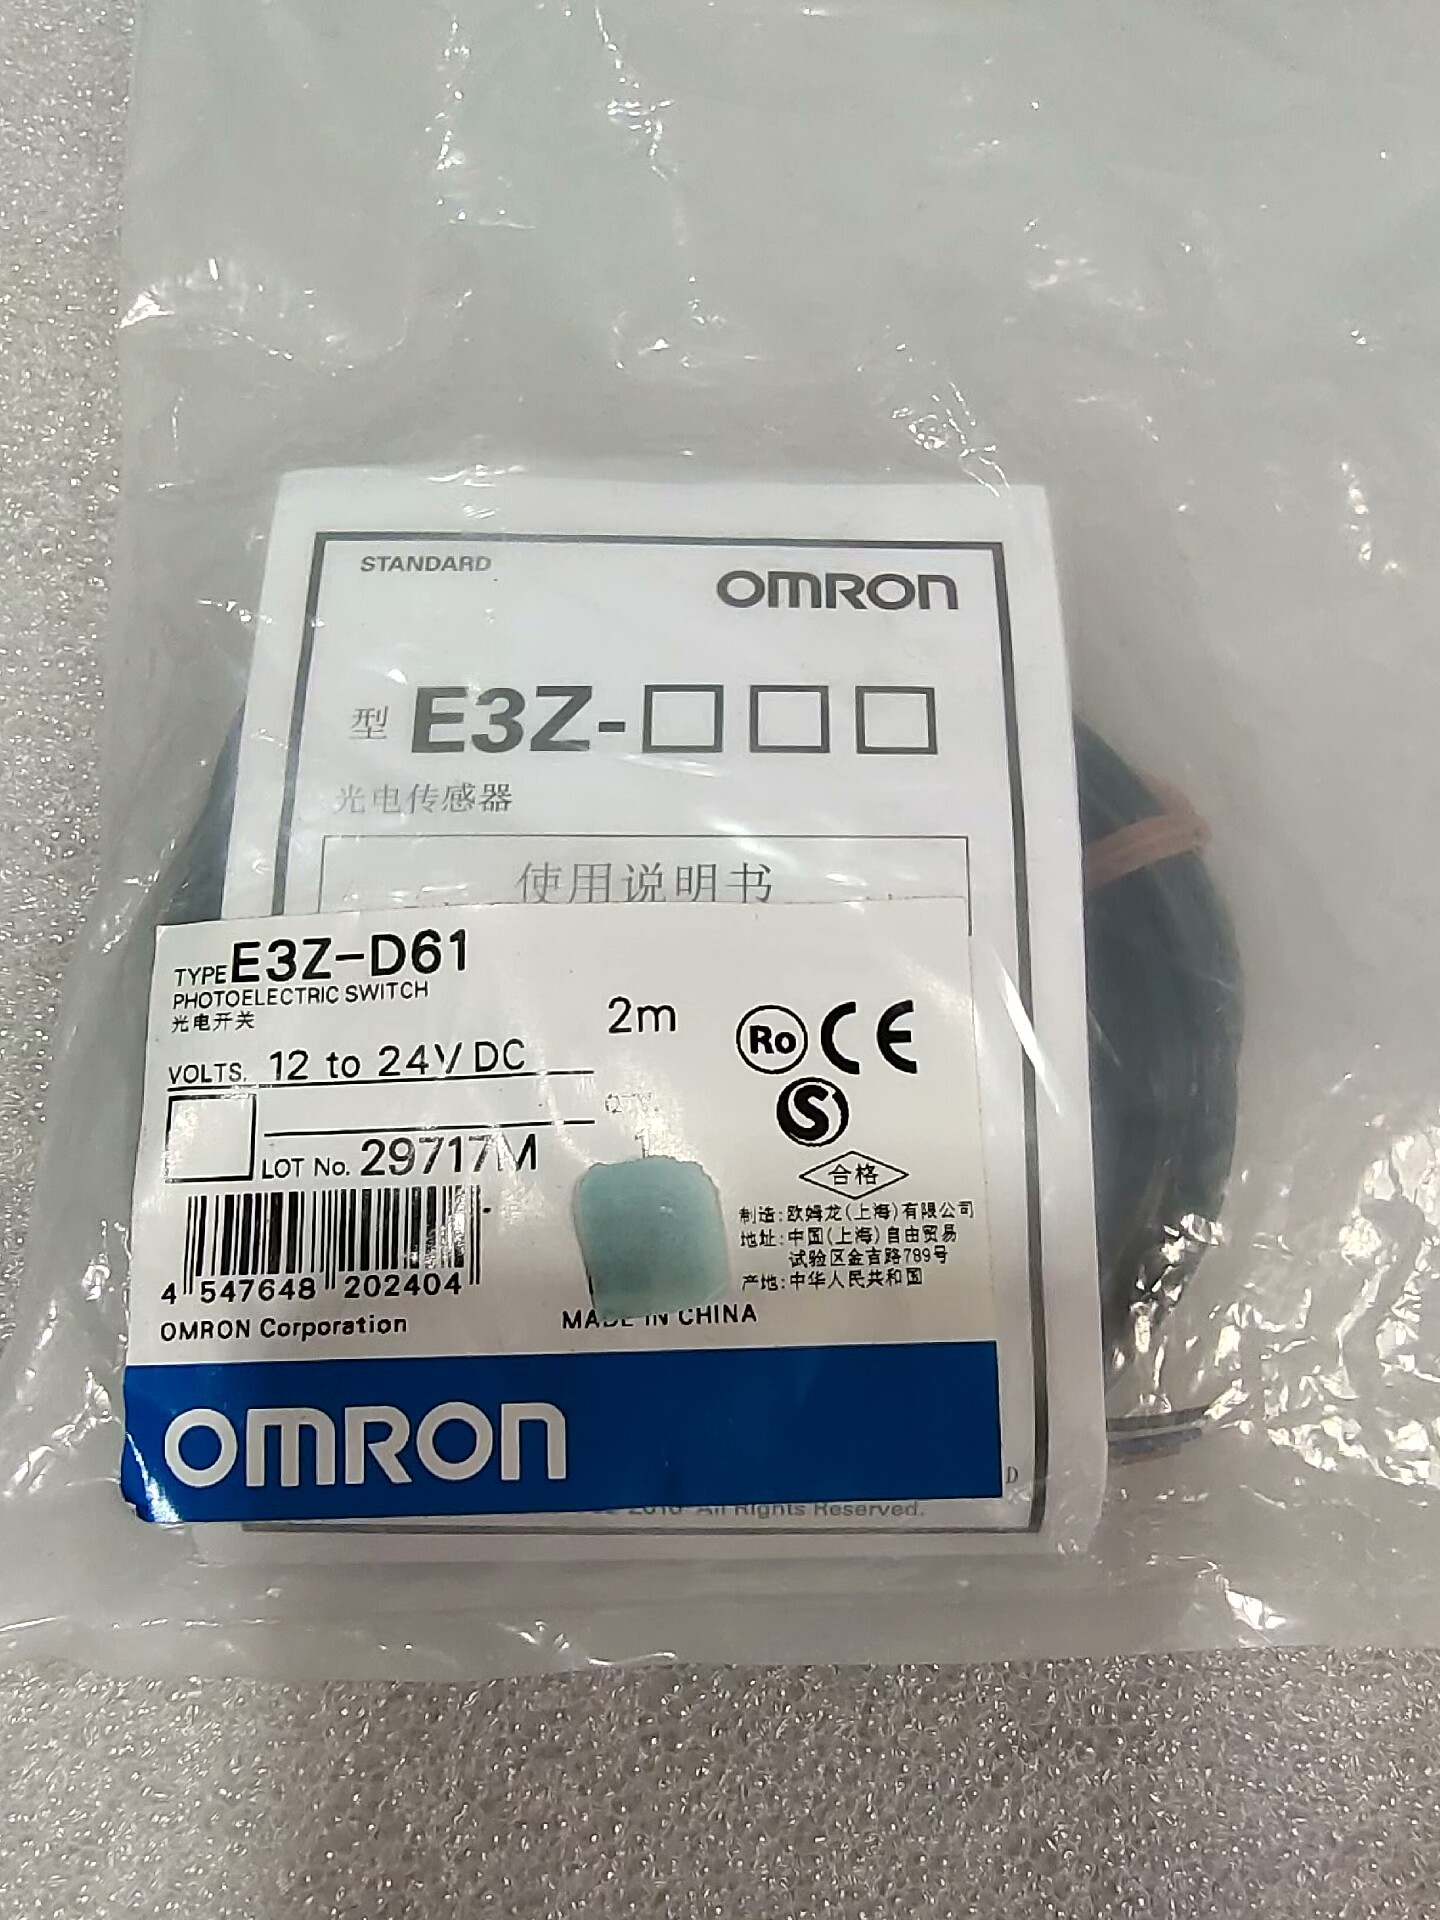 STANDARD
OMRON
型 E3Z-□□□
光电传感器
使用说明书
TYPE E3Z-D61
PHOTOELECTRIC SWITCH
光电开关
2m
VOLTS. 12 to 24V DC
Ro CE
S
LOT No. 29717M
1
合格
制造:欧姆龙(上海)有限公司
地址:中国(上海)自由贸易
试验区金吉路789号
产地:中华人民共和国
4 547648 202404
OMRON Corporation
MADE IN CHINA
OMRON
D
All Rights Reserved.